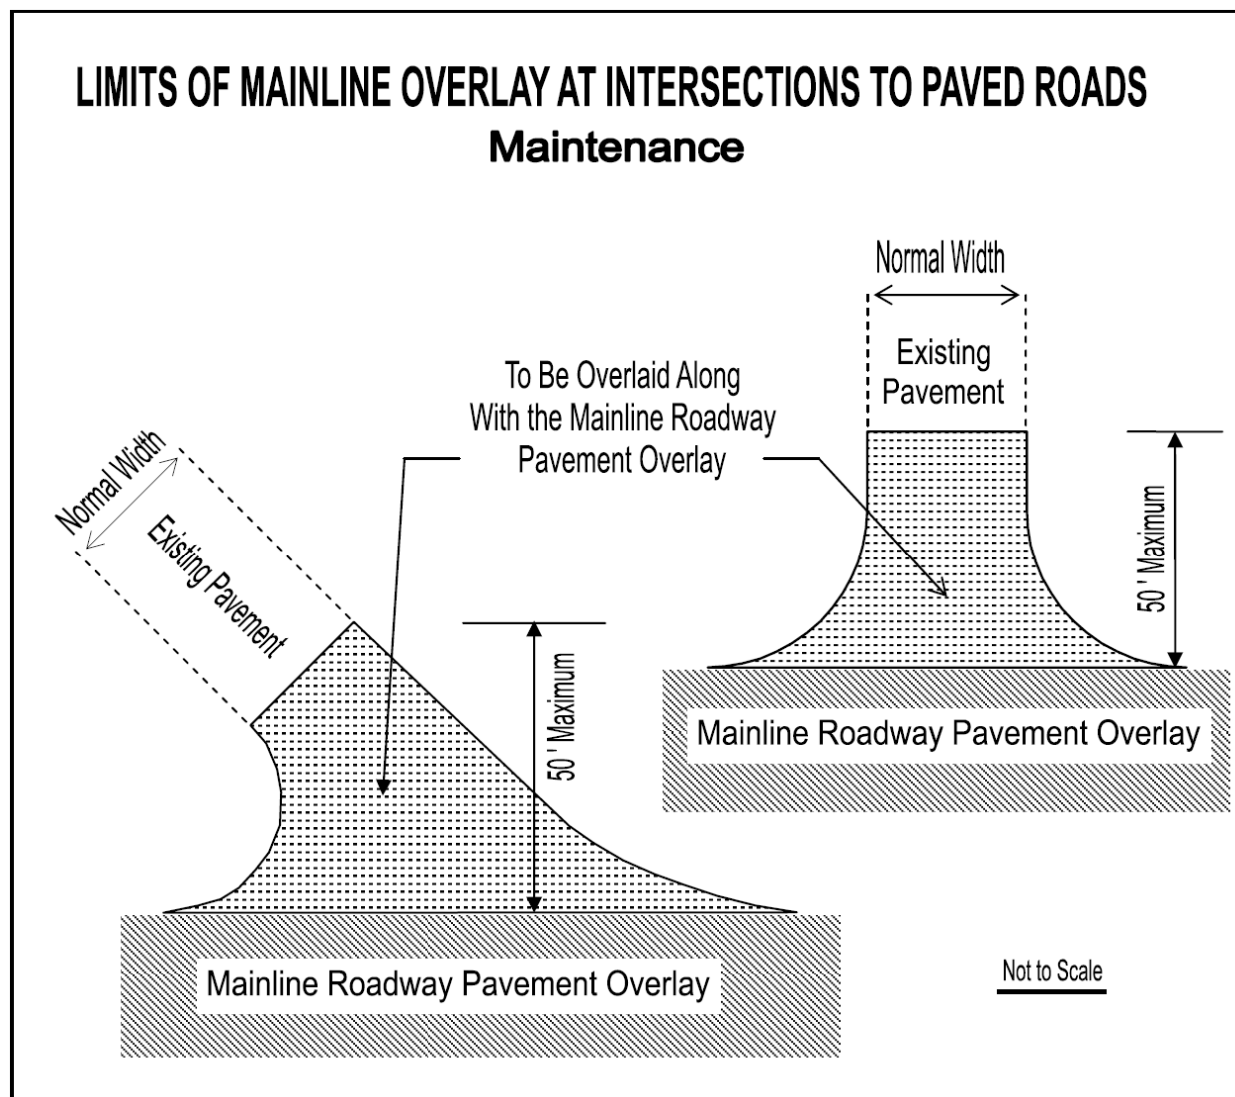 LIMITS OF MAINLINE OVERLAY AT INTERSECTIONS TO PAVED ROADS
Maintenance
Normal Width
Existing
Pavement
To Be Overlaid Along
With the Mainline Roadway
Pavement Overlay
50 ' Maximum
Mainline Roadway Pavement Overlay
Normal Width
Existing Pavement
50 ' Maximum
Mainline Roadway Pavement Overlay
Not to Scale